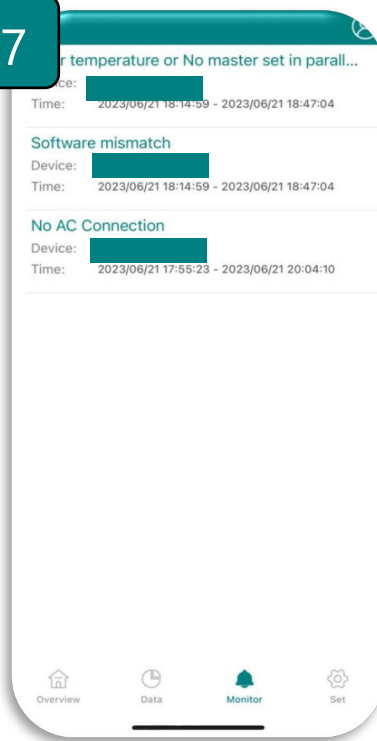 7
r temperature or No master set in parall...
ce:
Time: 2023/06/21 18:14:59 - 2023/06/21 18:47:04
Software mismatch
Device:
Time: 2023/06/21 18:14:59 - 2023/06/21 18:47:04
No AC Connection
Device:
Time: 2023/06/21 17:55:23 - 2023/06/21 20:04:10
Overview Data Monitor Set